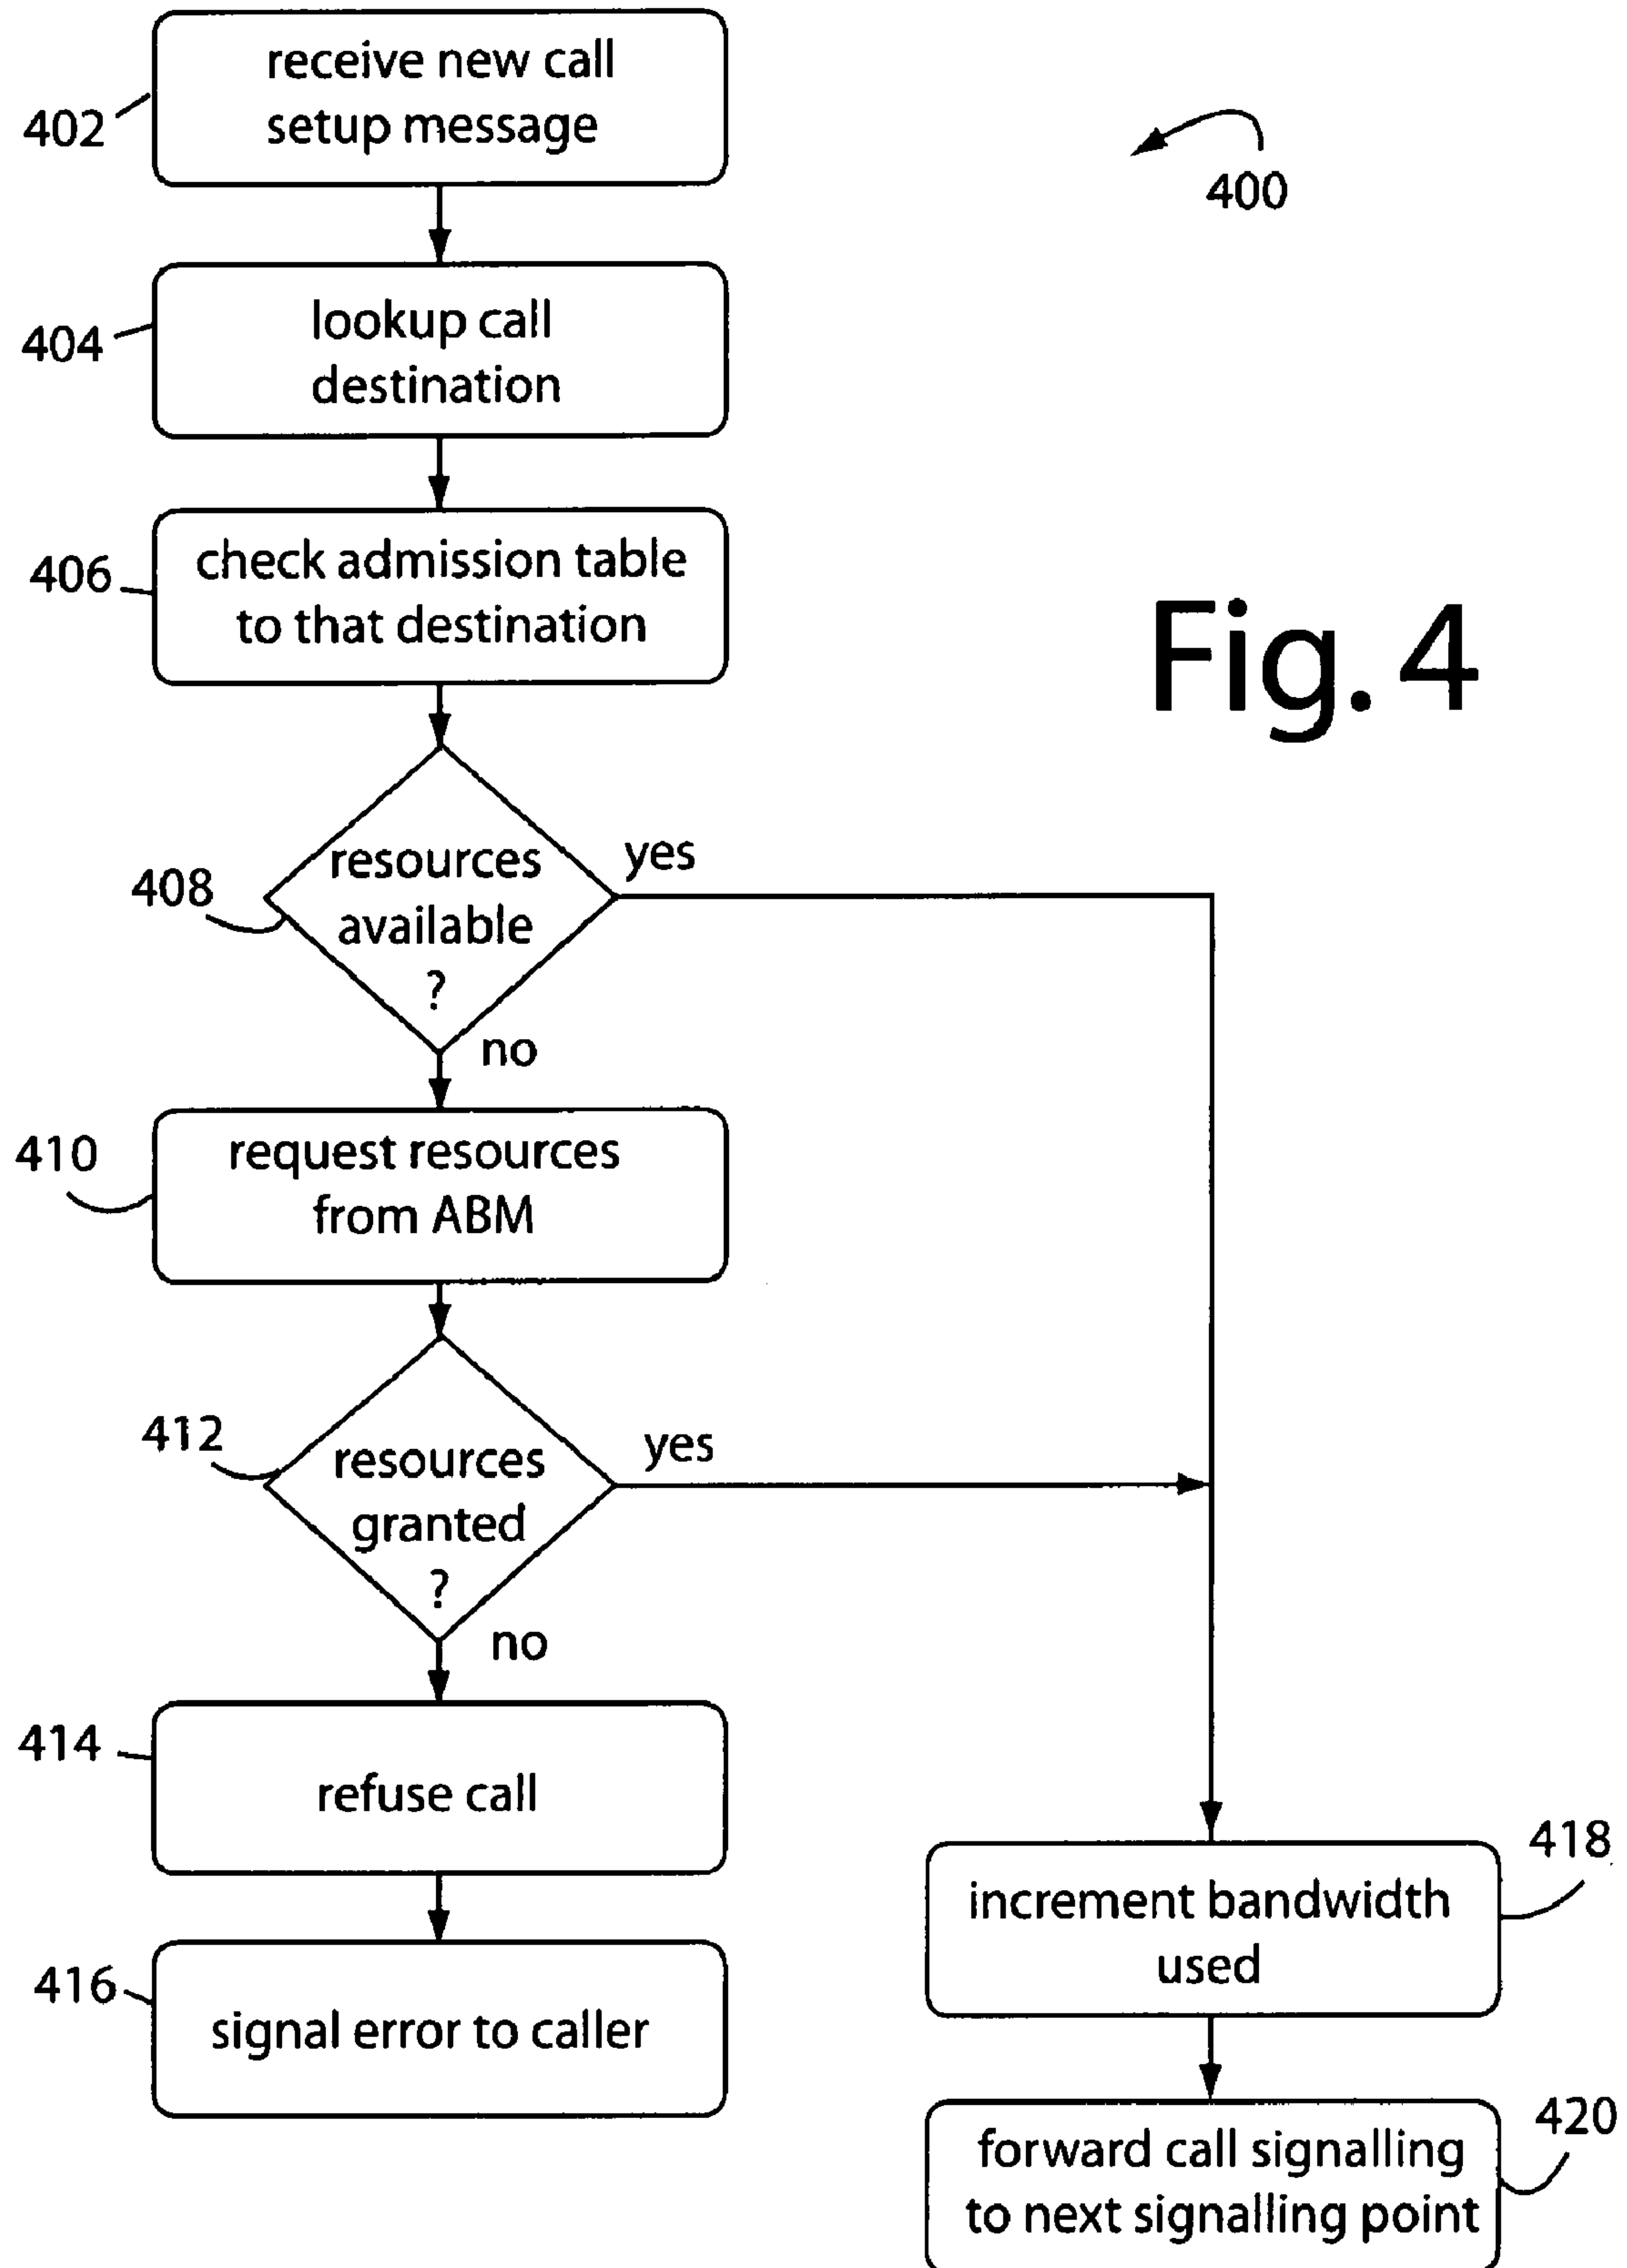 receive new call
setup message
402
400
lookup call
destination
404
check admission table
to that destination
406
Fig. 4
resources
available
?
408
yes
no
request resources
from ABM
410
resources
granted
?
412
yes
no
refuse call
414
increment bandwidth
used
418
signal error to caller
416
forward call signalling
to next signalling point
420